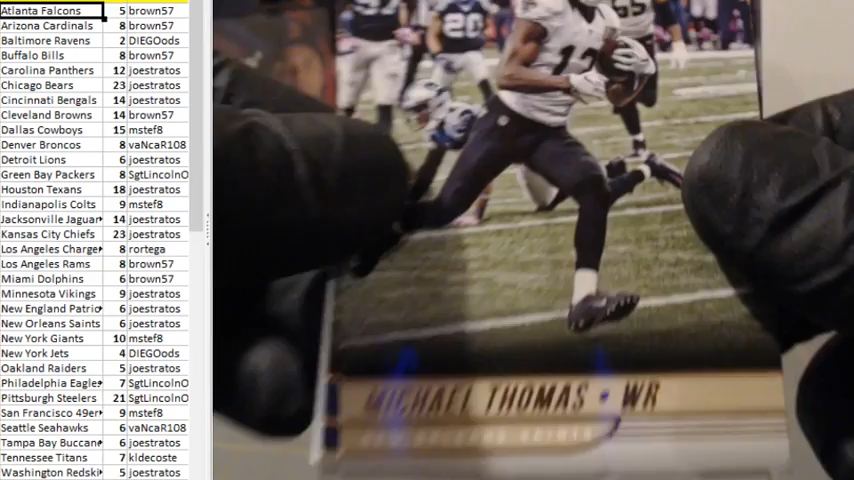 Atlanta Falcons 5 brown57
Arizona Cardinals 8 brown57
Baltimore Ravens 2 DIEGOods
Buffalo Bills 8 brown57
Carolina Panthers 12 joestratos
Chicago Bears 23 joestratos
Cincinnati Bengals 14 joestratos
Cleveland Browns 14 brown57
Dallas Cowboys 15 mstef8
Denver Broncos 8 vaNcaR108
Detroit Lions 6 joestratos
Green Bay Packers 8 SgtLincolnO
Houston Texans 18 joestratos
Indianapolis Colts 9 mstef8
Jacksonville Jaguar 14 joestratos
Kansas City Chiefs 23 joestratos
Los Angeles Charge 8 rortega
Los Angeles Rams 8 brown57
Miami Dolphins 6 brown57
Minnesota Vikings 9 joestratos
New England Patrio 6 joestratos
New Orleans Saints 6 joestratos
New York Giants 10 mstef8
New York Jets 4 DIEGOods
Oakland Raiders 5 joestratos
Philadelphia Eagle 7 SgtLincolnO
Pittsburgh Steelers 21 SgtLincolnO
San Francisco 49er 9 mstef8
Seattle Seahawks 6 vaNcaR108
Tampa Bay Buccan 6 joestratos
Tennessee Titans 7 kldecoste
Washington Redski 5 joestratos
20
12
55
MICHAEL THOMAS • WR
NEW ORLEANS SAINTS